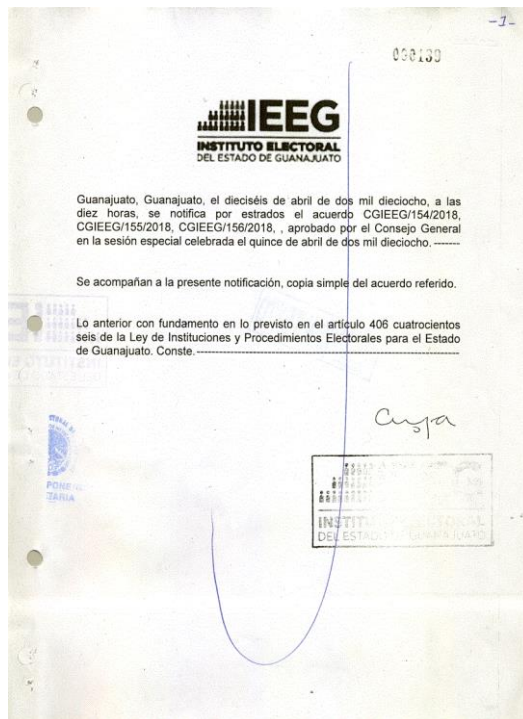 -1-
000139
IEEG
INSTITUTO ELECTORAL
DEL ESTADO DE GUANAJUATO
Guanajuato, Guanajuato, el dieciséis de abril de dos mil dieciocho, a las
diez horas, se notifica por estrados el acuerdo CGIEEG/154/2018,
CGIEEG/155/2018, CGIEEG/156/2018, , aprobado por el Consejo General
en la sesión especial celebrada el quince de abril de dos mil dieciocho. -------
Se acompañan a la presente notificación, copia simple del acuerdo referido.
Lo anterior con fundamento en lo previsto en el artículo 406 cuatrocientos
seis de la Ley de Instituciones y Procedimientos Electorales para el Estado
de Guanajuato. Conste.------------------------------------------------------
INSTITUTO ELECTORAL
DEL ESTADO DE GUANAJUATO